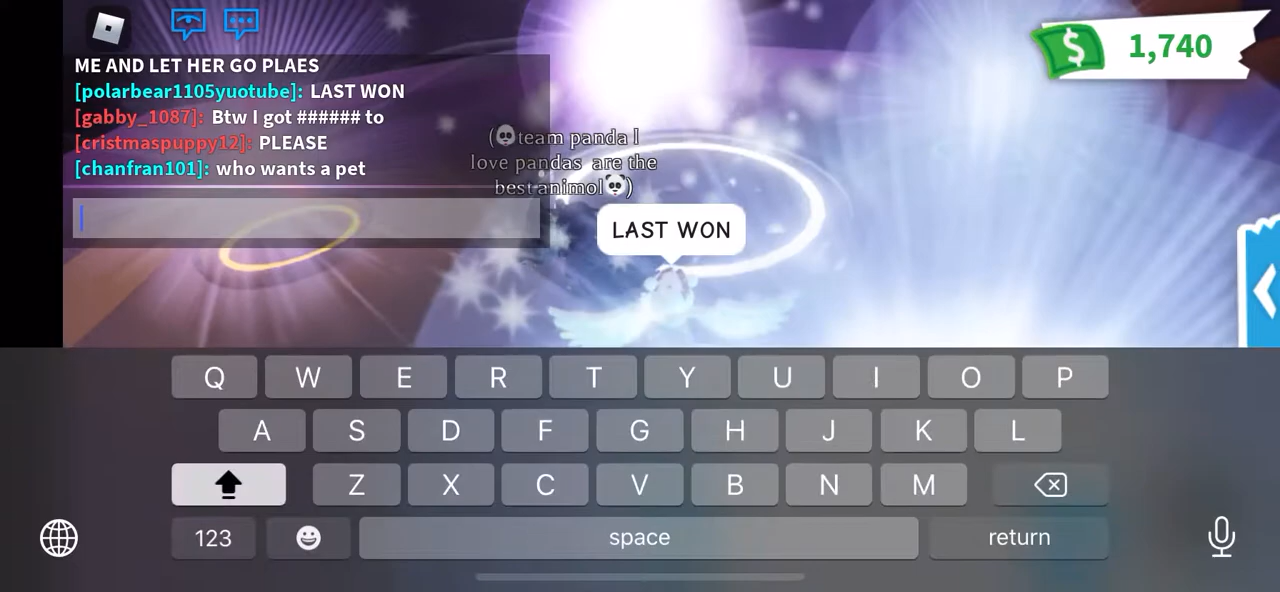 ME AND LET HER GO PLAES
[polarbear1105yuotube]: LAST WON
[gabby_1087]: Btw I got ###### to
[cristmaspuppy12]: PLEASE
[chanfran101]: who wants a pet
1,740
(💀team panda I
love pandas are the
best animol🐼)
LAST WON
Q W E R T Y U I O P
A S D F G H J K L
Z X C V B N M
123 space return